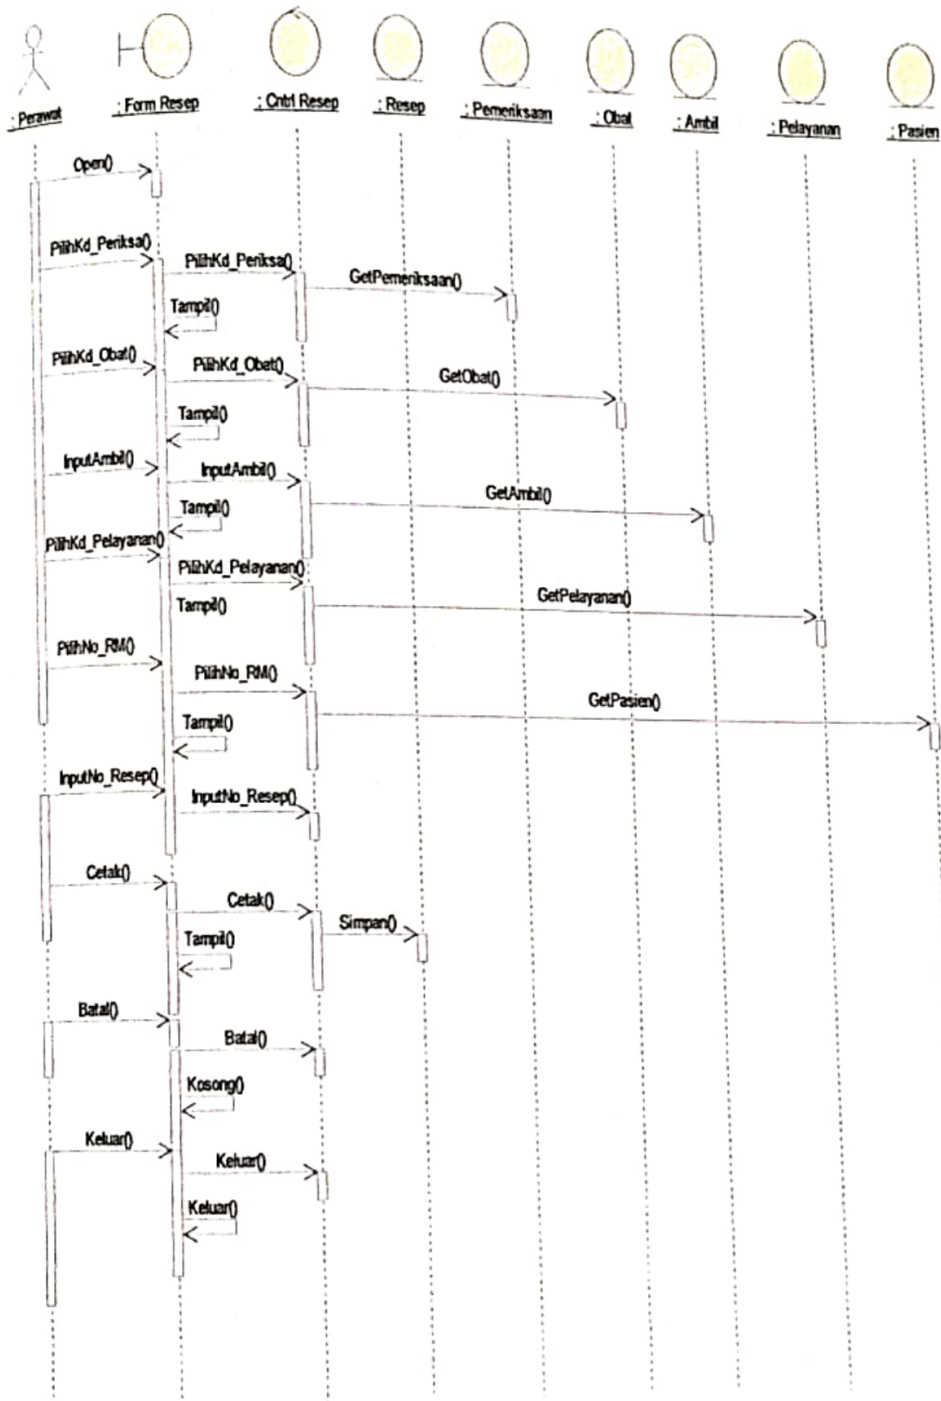 : Perawat
: Form Resep
: Cntrl Resep
: Resep
: Pemeriksaan
: Obat
: Ambil
: Pelayanan
: Pasien
Open()
PilihKd_Periksa()
PilihKd_Periksa()
GetPemeriksaan()
Tampil()
PilihKd_Obat()
PilihKd_Obat()
GetObat()
Tampil()
InputAmbil()
InputAmbil()
GetAmbil()
Tampil()
PilihKd_Pelayanan()
PilihKd_Pelayanan()
GetPelayanan()
Tampil()
PilihNo_RM()
PilihNo_RM()
GetPasien()
Tampil()
InputNo_Resep()
InputNo_Resep()
Cetak()
Cetak()
Simpan()
Tampil()
Batal()
Batal()
Kosong()
Keluar()
Keluar()
Keluar()